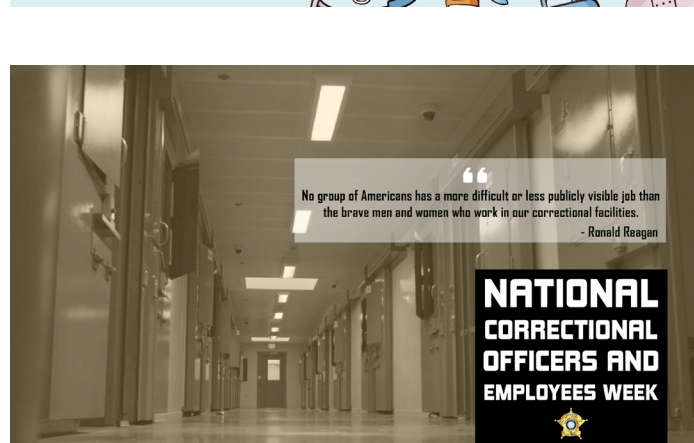 “
No group of Americans has a more difficult or less publicly visible job than
the brave men and women who work in our correctional facilities.
- Ronald Reagan
NATIONAL
CORRECTIONAL
OFFICERS AND
EMPLOYEES WEEK